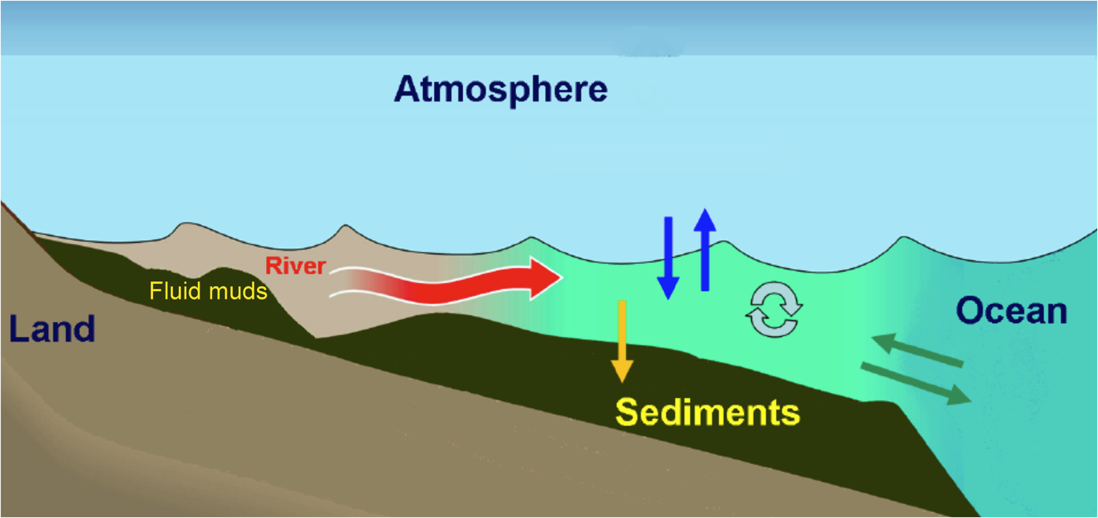 Atmosphere
River
Fluid muds
Land
Ocean
Sediments